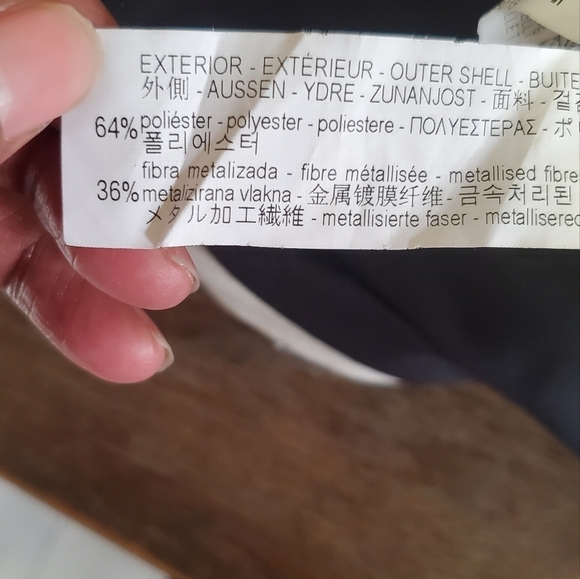 EXTERIOR - EXTÉRIEUR - OUTER SHELL - BUITE
外側 - AUSSEN - YDRE - ZUNANJOST - 面料 -
64% poliéster - polyester - poliestere - ΠΟΛΥΕΣΤΕΡΑΣ - ポ
폴리에스터
fibra metalizada - fibre métallisée - metallised fibre
36% metalizirana vlakna - 金属镀膜纤维 - 금속처리된
メタル加工繊維 - metallisierte faser - metallisered